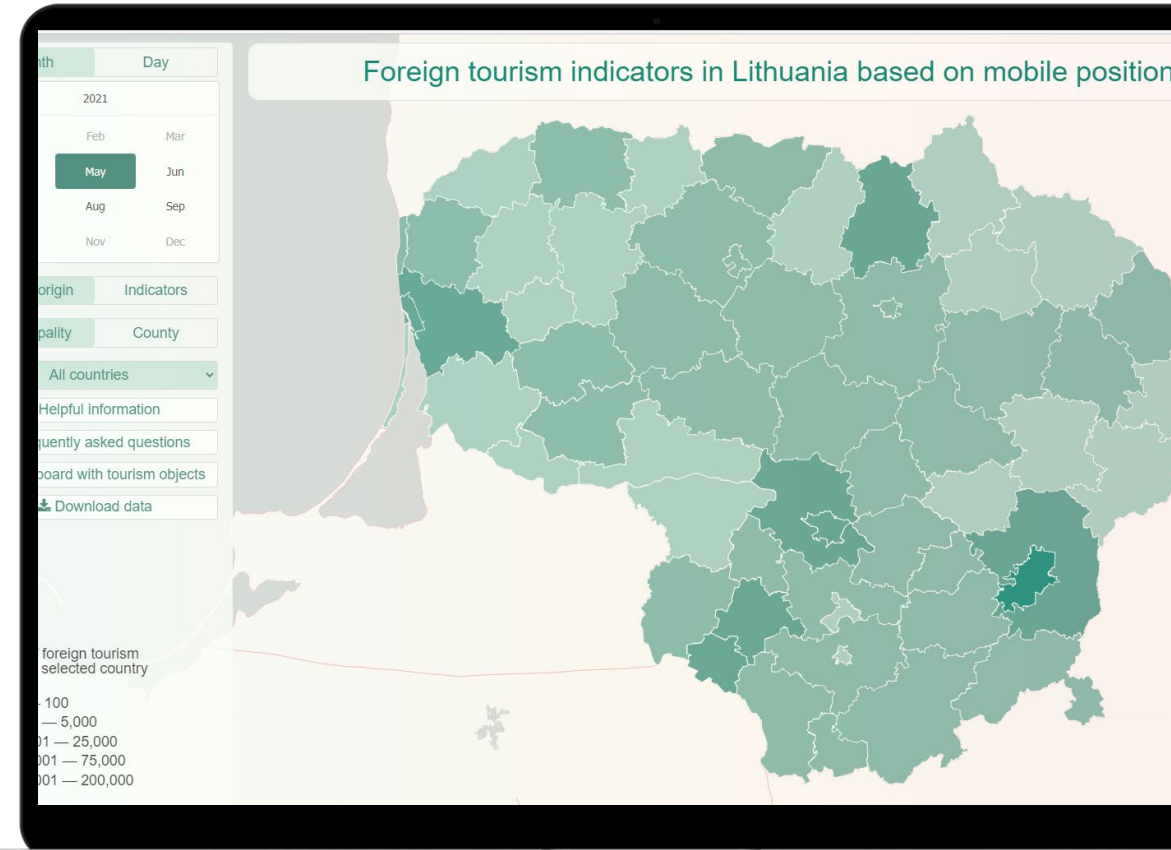 nth Day
Foreign tourism indicators in Lithuania based on mobile position
2021
Feb Mar
May Jun
Aug Sep
Nov Dec
origin Indicators
pality County
All countries
Helpful information
quently asked questions
board with tourism objects
Download data
foreign tourism
selected country
- 100
— 5,000
01 — 25,000
001 — 75,000
001 — 200,000